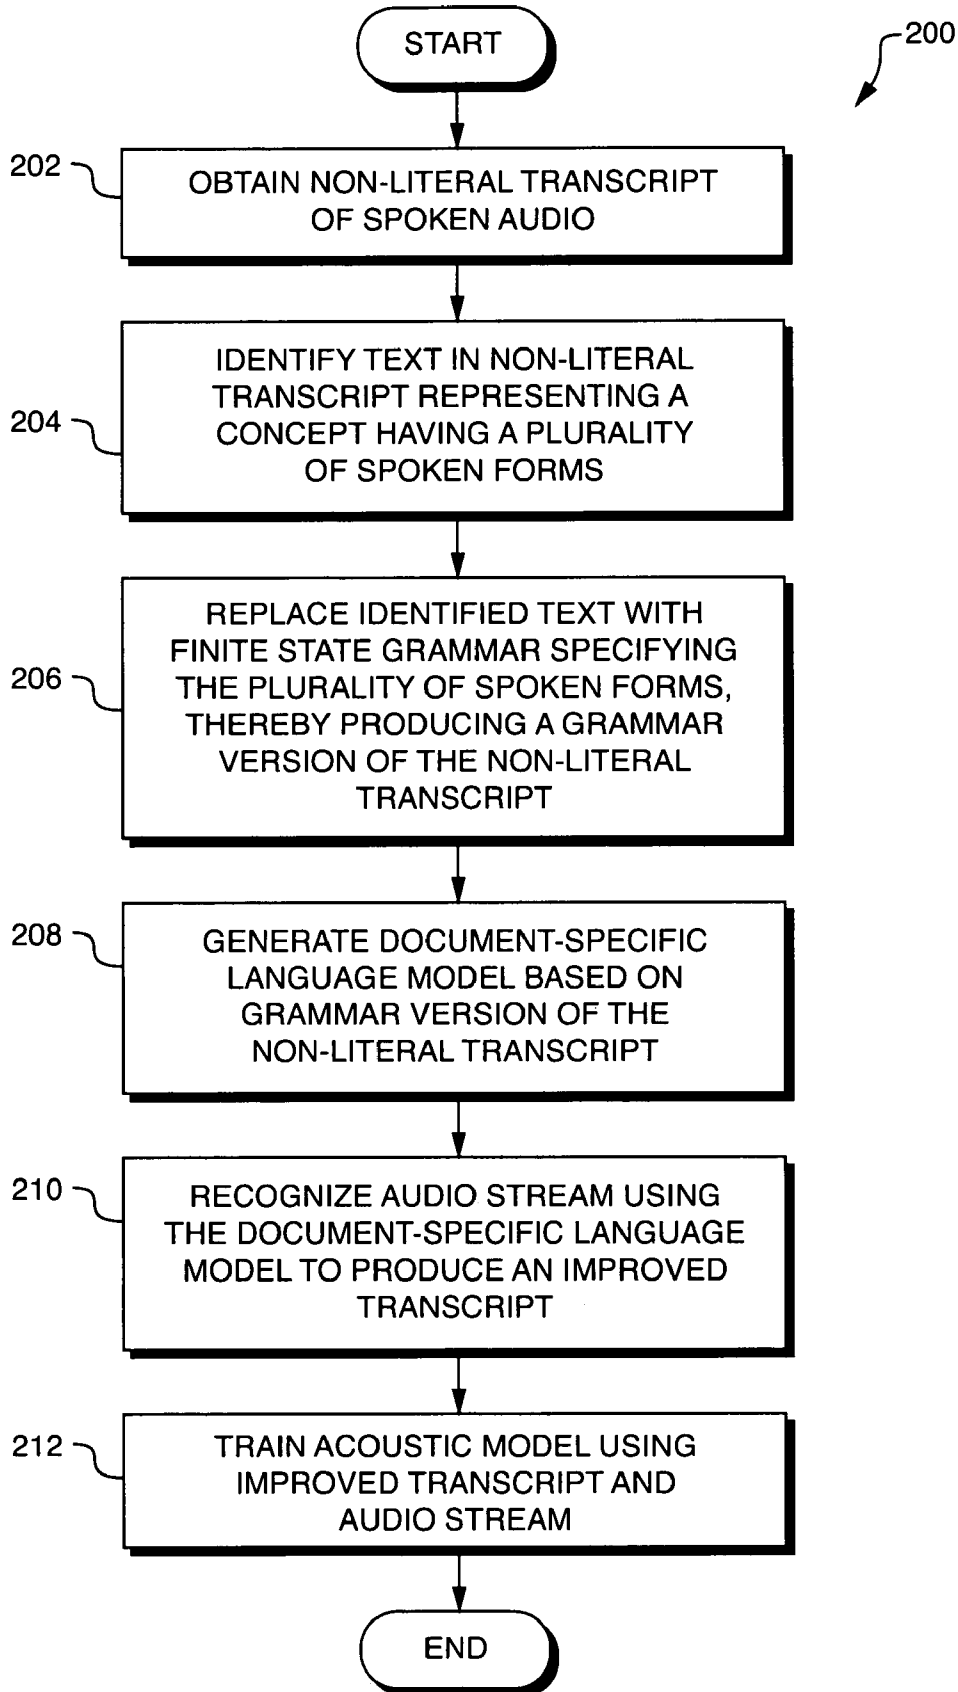 START
200
202
OBTAIN NON-LITERAL TRANSCRIPT
OF SPOKEN AUDIO
204
IDENTIFY TEXT IN NON-LITERAL
TRANSCRIPT REPRESENTING A
CONCEPT HAVING A PLURALITY
OF SPOKEN FORMS
206
REPLACE IDENTIFIED TEXT WITH
FINITE STATE GRAMMAR SPECIFYING
THE PLURALITY OF SPOKEN FORMS,
THEREBY PRODUCING A GRAMMAR
VERSION OF THE NON-LITERAL
TRANSCRIPT
208
GENERATE DOCUMENT-SPECIFIC
LANGUAGE MODEL BASED ON
GRAMMAR VERSION OF THE
NON-LITERAL TRANSCRIPT
210
RECOGNIZE AUDIO STREAM USING
THE DOCUMENT-SPECIFIC LANGUAGE
MODEL TO PRODUCE AN IMPROVED
TRANSCRIPT
212
TRAIN ACOUSTIC MODEL USING
IMPROVED TRANSCRIPT AND
AUDIO STREAM
END